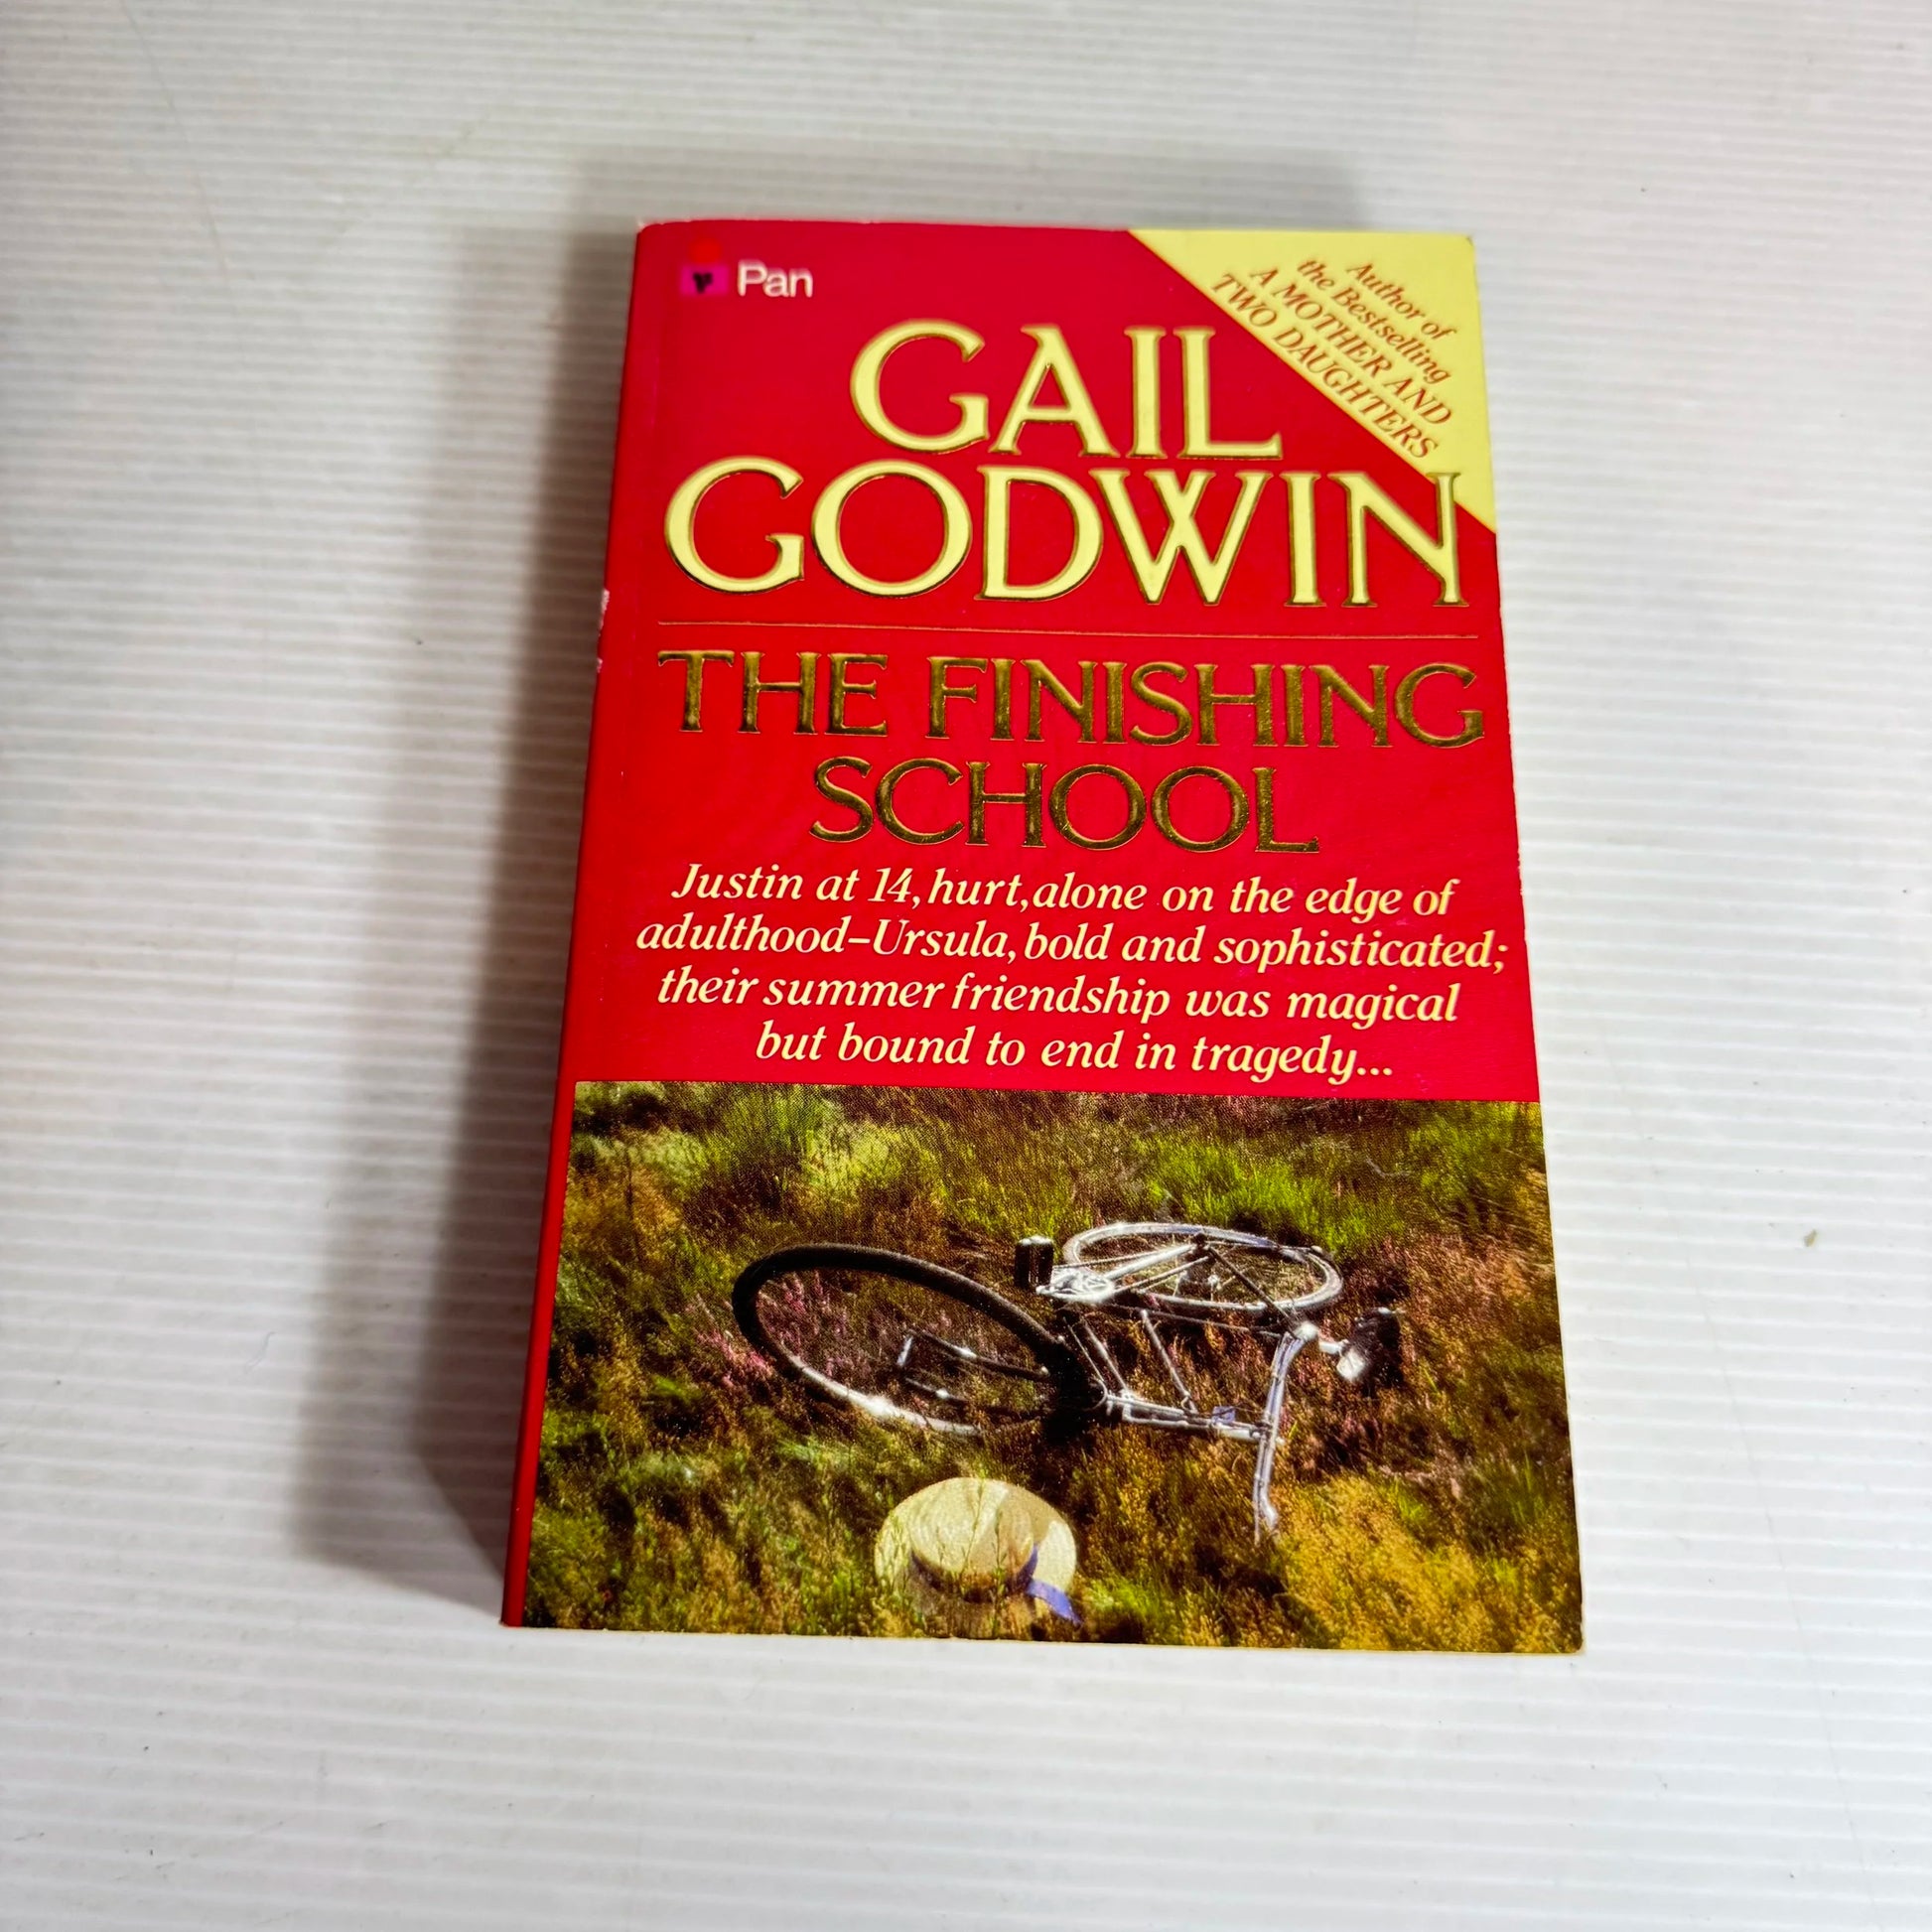 Pan
Author of
the Bestselling
A MOTHER AND
TWO DAUGHTERS
GAIL
GODWIN
THE FINISHING
SCHOOL
Justin at 14, hurt, alone on the edge of
adulthood–Ursula, bold and sophisticated;
their summer friendship was magical
but bound to end in tragedy...